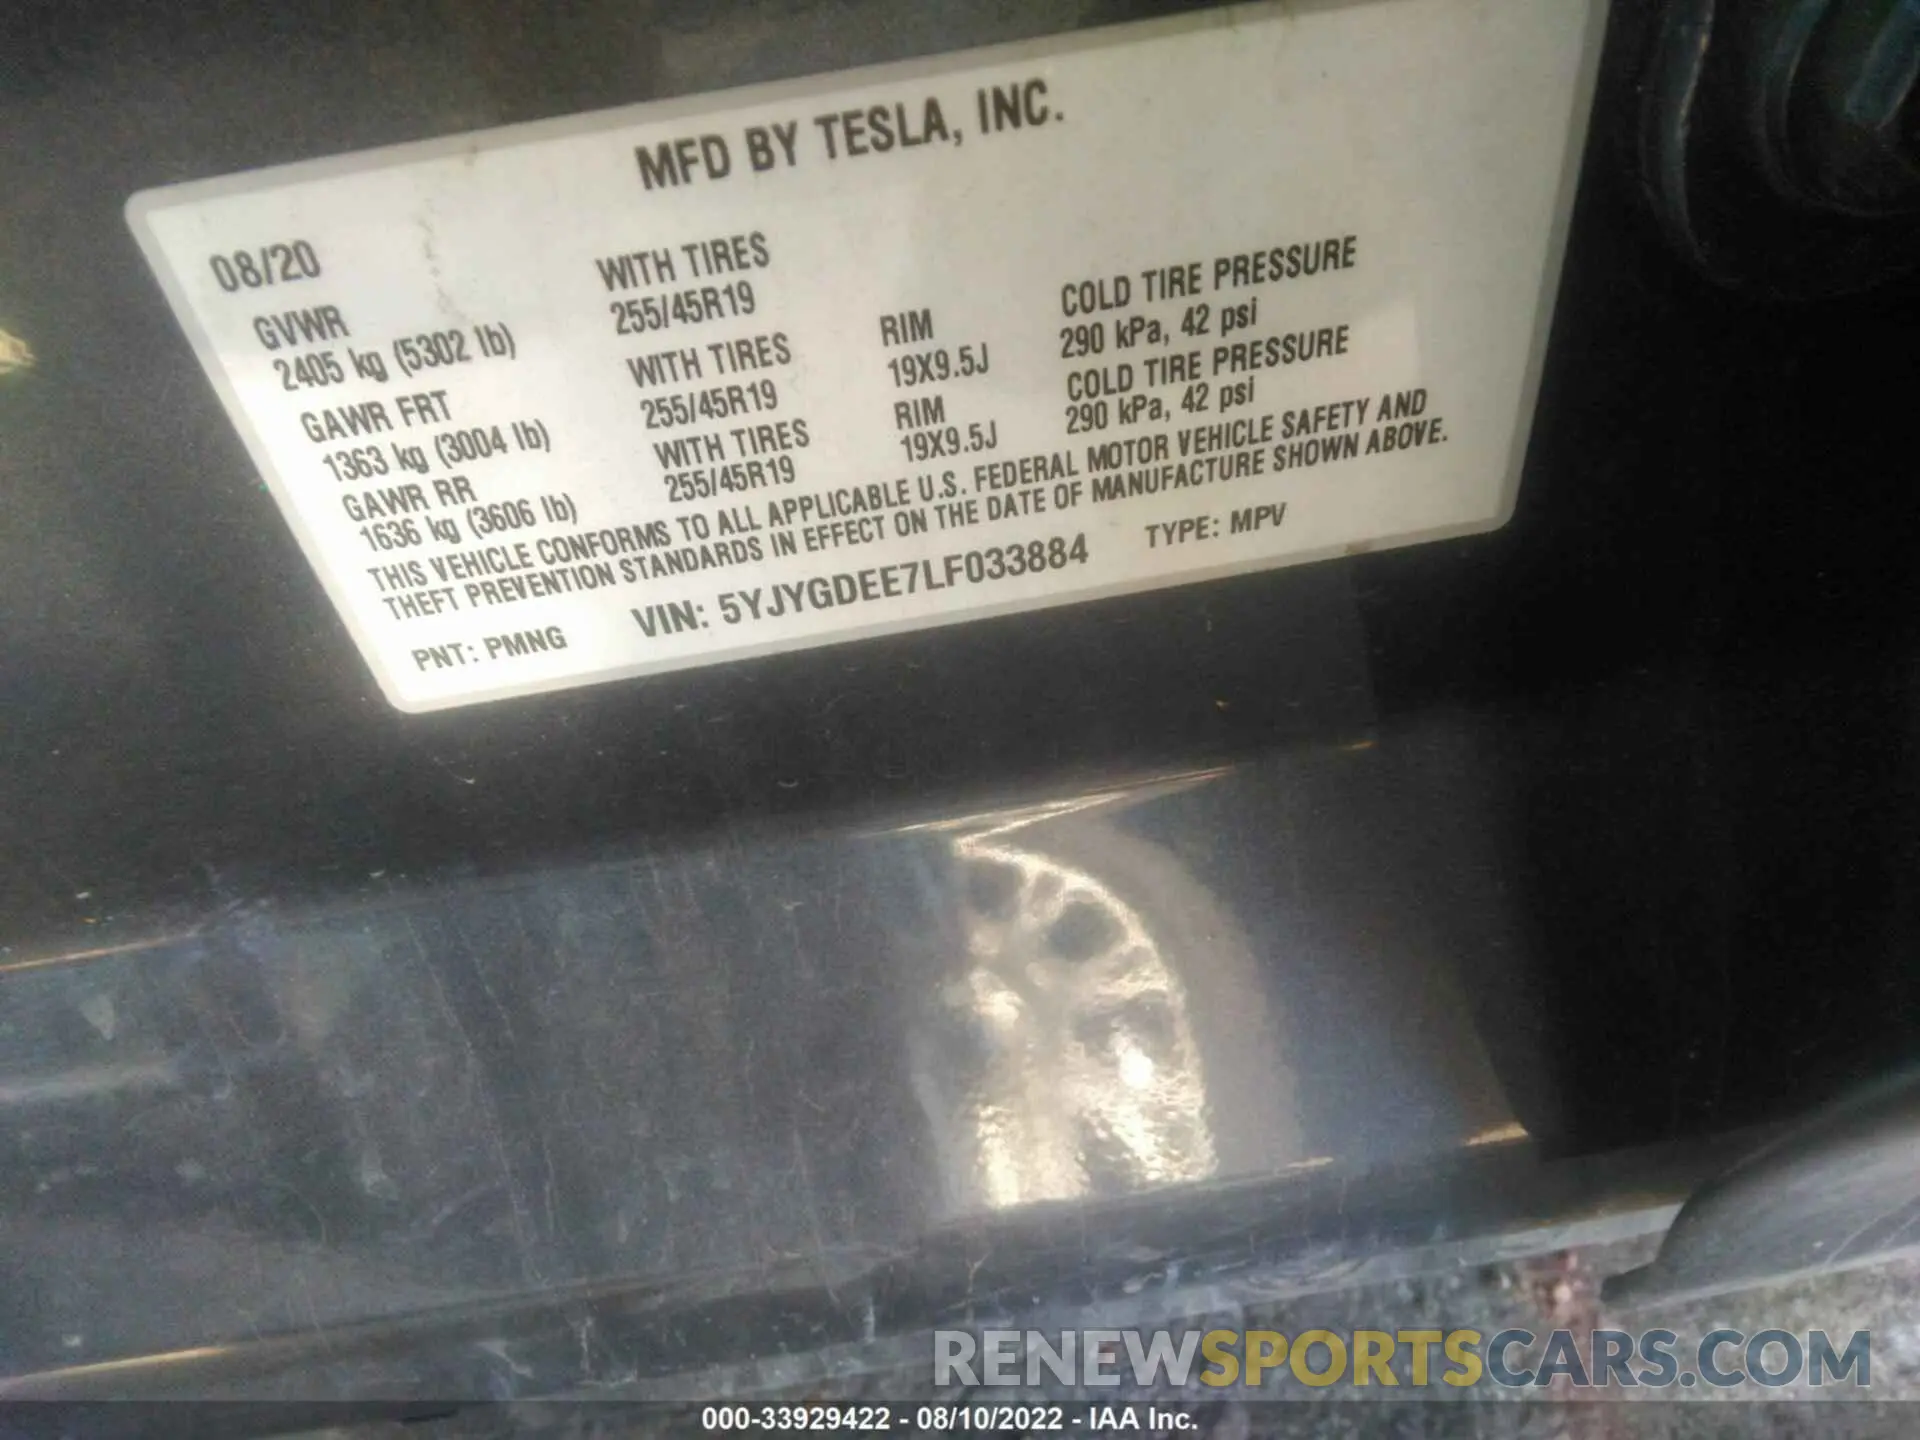 MFD BY TESLA, INC.
08/20
GVWR
2405 kg (5302 lb)
WITH TIRES
255/45R19
GAWR FRT
1363 kg (3004 lb)
WITH TIRES
255/45R19
RIM
19X9.5J
COLD TIRE PRESSURE
290 kPa, 42 psi
GAWR RR
1636 kg (3606 lb)
WITH TIRES
255/45R19
RIM
19X9.5J
COLD TIRE PRESSURE
290 kPa, 42 psi
THIS VEHICLE CONFORMS TO ALL APPLICABLE U.S. FEDERAL MOTOR VEHICLE SAFETY AND
THEFT PREVENTION STANDARDS IN EFFECT ON THE DATE OF MANUFACTURE SHOWN ABOVE.
PNT: PMNG VIN: 5YJYGDEE7LF033884 TYPE: MPV
RENEWSPORTSCARS.COM
000-33929422 - 08/10/2022 - IAA Inc.